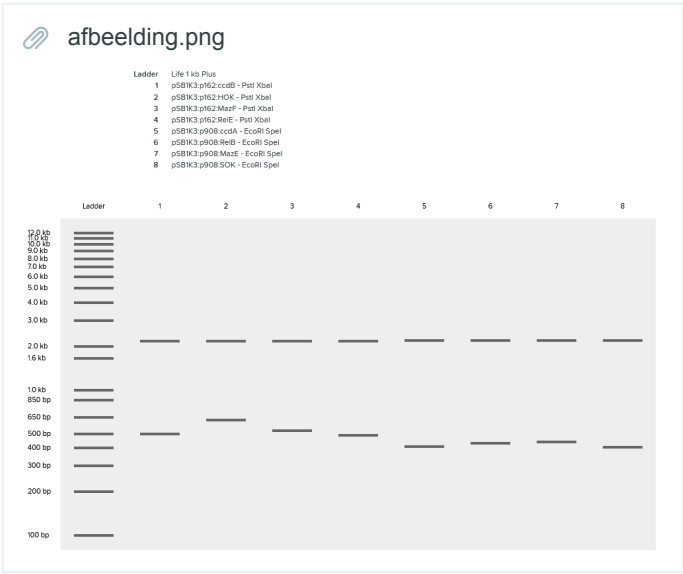 afbeelding.png
Ladder Life 1 kb Plus
1 pSB1K3:p162:ccdB - PstI XbaI
2 pSB1K3:p162:HOK - PstI XbaI
3 pSB1K3:p162:MazF - PstI XbaI
4 pSB1K3:p162:RelE - PstI XbaI
5 pSB1K3:p908:ccdA - EcoRI SpeI
6 pSB1K3:p908:RelB - EcoRI SpeI
7 pSB1K3:p908:MazE - EcoRI SpeI
8 pSB1K3:p908:SOK - EcoRI SpeI
Ladder 1 2 3 4 5 6 7 8
12.0 kb
11.0 kb
10.0 kb
9.0 kb
8.0 kb
7.0 kb
6.0 kb
5.0 kb
4.0 kb
3.0 kb
2.0 kb
1.6 kb
1.0 kb
850 bp
650 bp
500 bp
400 bp
300 bp
200 bp
100 bp